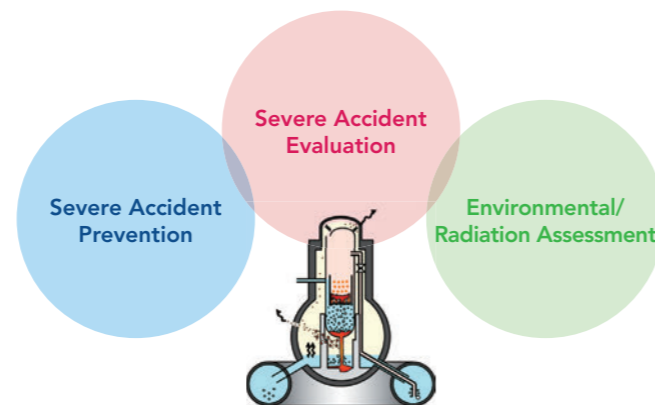 Severe Accident
Evaluation
Severe Accident
Prevention
Environmental/
Radiation Assessment